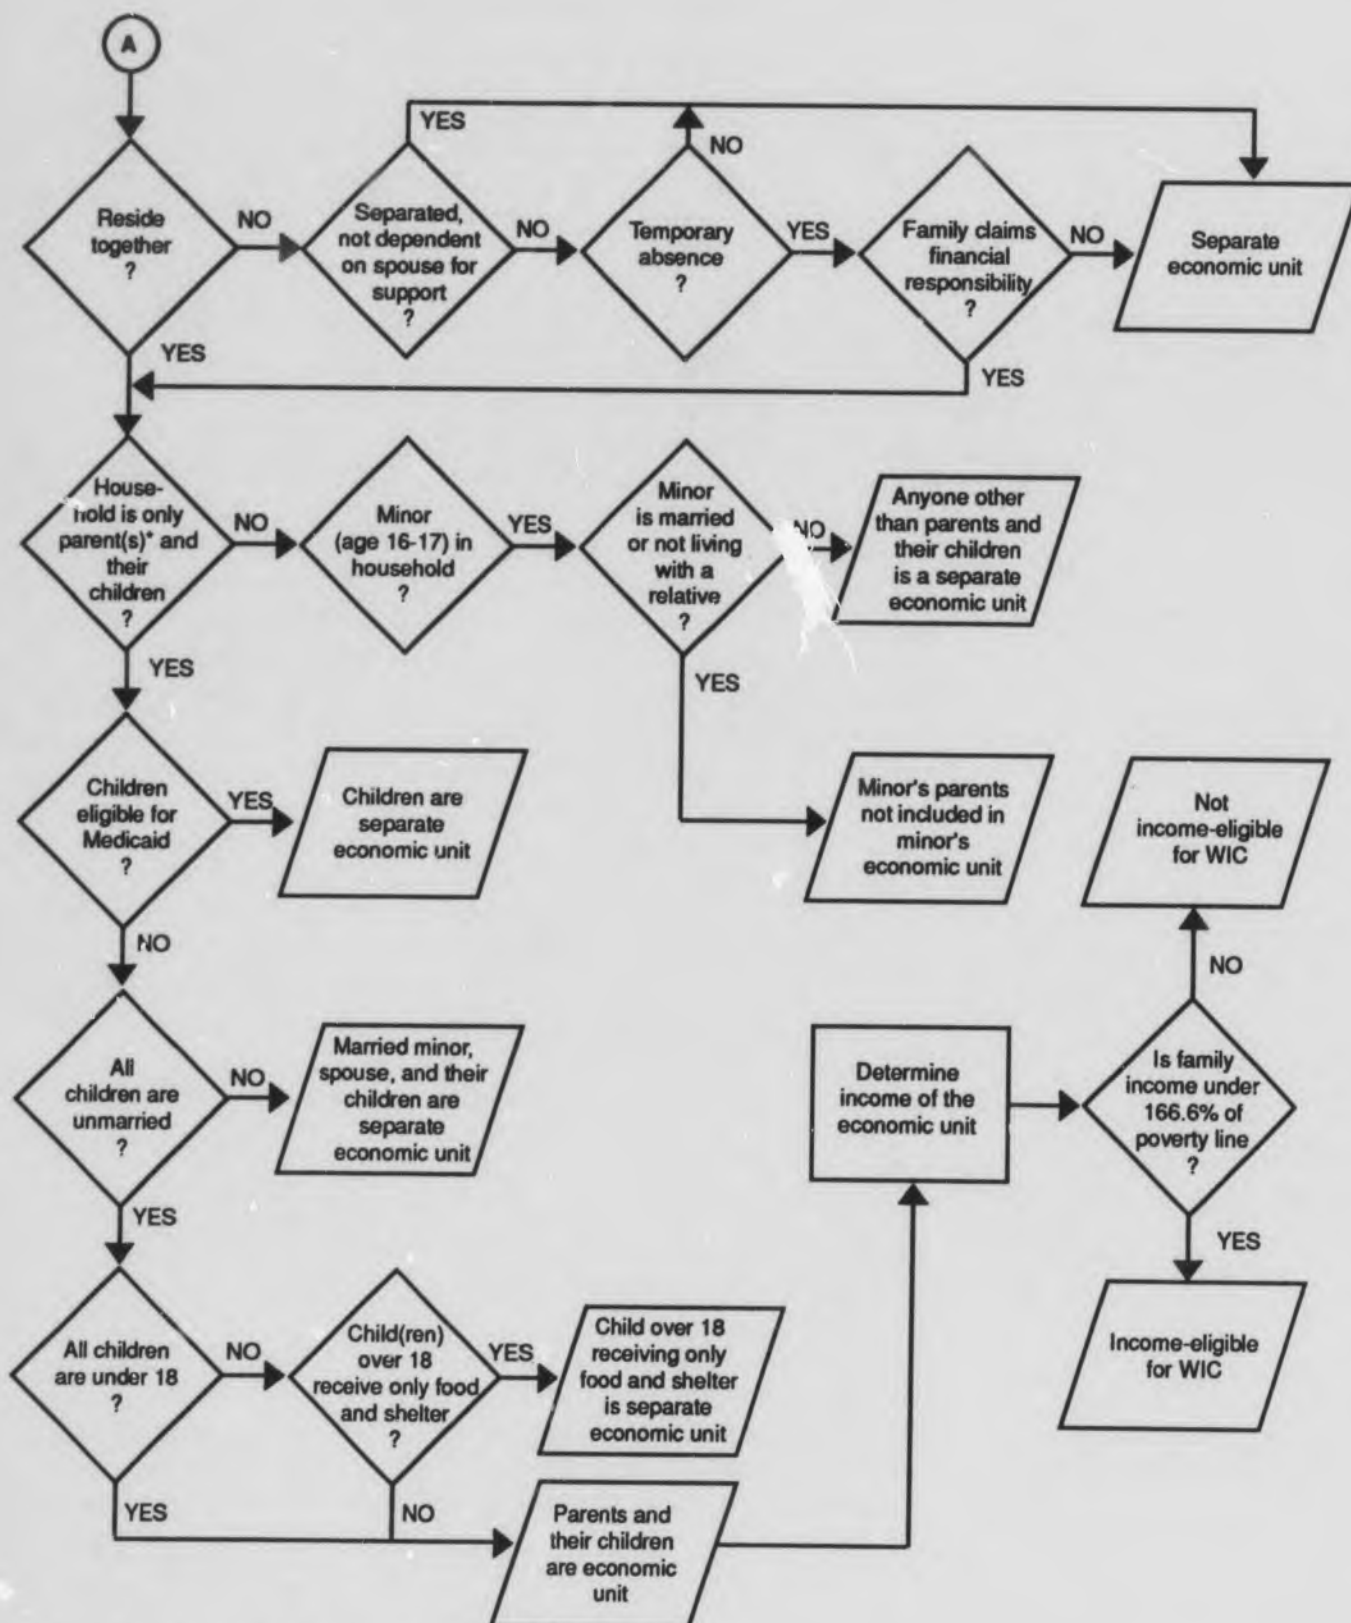 A
Reside
together
?
NO
YES
Separated,
not dependent
on spouse for
support
?
YES
NO
Temporary
absence
?
NO
YES
Family claims
financial
responsibility
?
NO
YES
Separate
economic unit
House-
hold is only
parent(s)* and
their
children
?
NO
YES
Minor
(age 16-17) in
household
?
YES
Minor
is married
or not living
with a
relative
?
NO
YES
Anyone other
than parents and
their children
is a separate
economic unit
Minor's parents
not included in
minor's
economic unit
Children
eligible for
Medicaid
?
YES
NO
Children are
separate
economic unit
All
children are
unmarried
?
NO
YES
Married minor,
spouse, and their
children are
separate
economic unit
All children
are under 18
?
NO
YES
Child(ren)
over 18
receive only food
and shelter
?
YES
NO
Child over 18
receiving only
food and shelter
is separate
economic unit
Parents and
their children
are economic
unit
Determine
income of the
economic unit
Is family
income under
166.6% of
poverty line
?
NO
YES
Not
income-eligible
for WIC
Income-eligible
for WIC